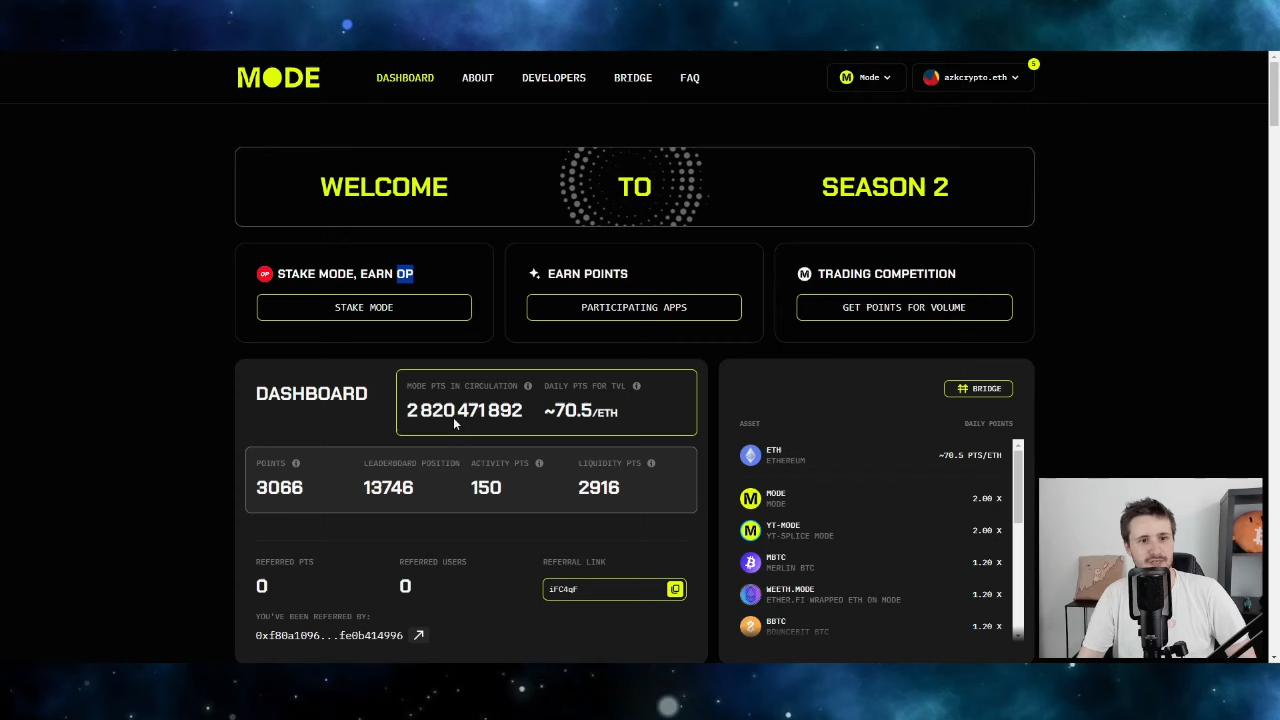 MODE
DASHBOARD
ABOUT
DEVELOPERS
BRIDGE
FAQ
Mode
azkcrypto.eth
5
WELCOME TO SEASON 2
OP STAKE MODE, EARN OP
STAKE MODE
EARN POINTS
PARTICIPATING APPS
M TRADING COMPETITION
GET POINTS FOR VOLUME
DASHBOARD
MODE PTS IN CIRCULATION
2 820 471 892
DAILY PTS FOR TVL
~70.5/ETH
POINTS
3066
LEADERBOARD POSITION
13746
ACTIVITY PTS
150
LIQUIDITY PTS
2916
REFERRED PTS
0
REFERRED USERS
0
REFERRAL LINK
iFC4qF
YOU'VE BEEN REFERRED BY:
0xf80a1096...fe0b414996
BRIDGE
ASSET
DAILY POINTS
ETH
ETHEREUM
~70.5 PTS/ETH
MODE
MODE
2.00 X
YT-MODE
YT-SPLICE MODE
2.00 X
MBTC
MERLIN BTC
1.20 X
WEETH.MODE
ETHER.FI WRAPPED ETH ON MODE
1.20 X
BBTC
BOUNCEBIT BTC
1.20 X